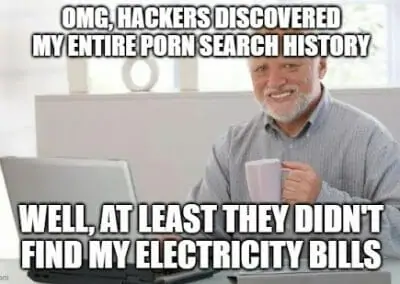 OMG, HACKERS DISCOVERED
MY ENTIRE PORN SEARCH HISTORY
WELL, AT LEAST THEY DIDN'T
FIND MY ELECTRICITY BILLS